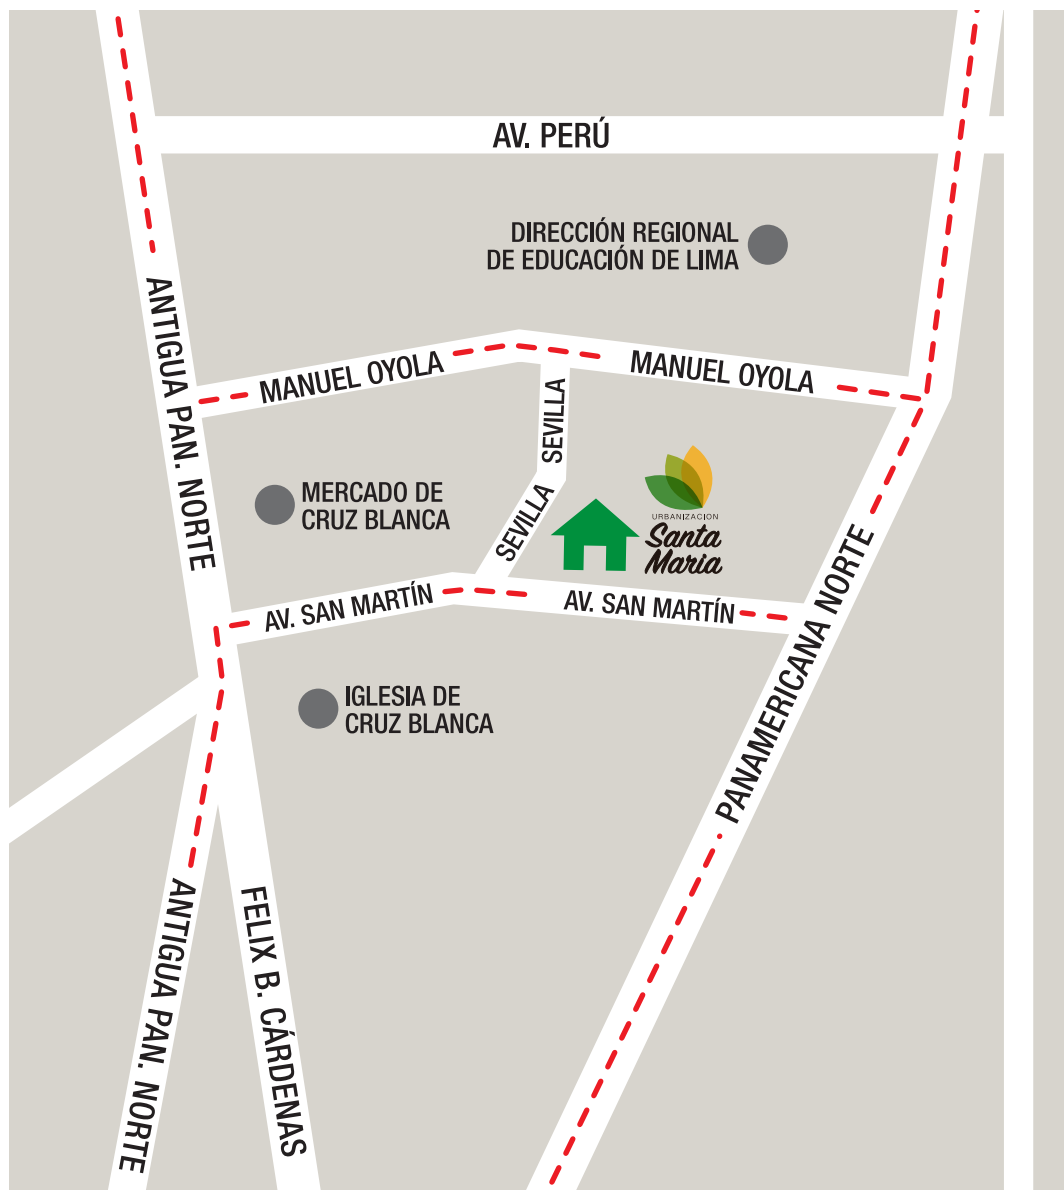 AV. PERÚ
DIRECCIÓN REGIONAL
DE EDUCACIÓN DE LIMA
ANTIGUA PAN. NORTE
MANUEL OYOLA
MANUEL OYOLA
SEVILLA
SEVILLA
MERCADO DE
CRUZ BLANCA
URBANIZACION
Santa
Maria
AV. SAN MARTÍN
AV. SAN MARTÍN
PANAMERICANA NORTE
IGLESIA DE
CRUZ BLANCA
ANTIGUA PAN. NORTE
FELIX B. CÁRDENAS